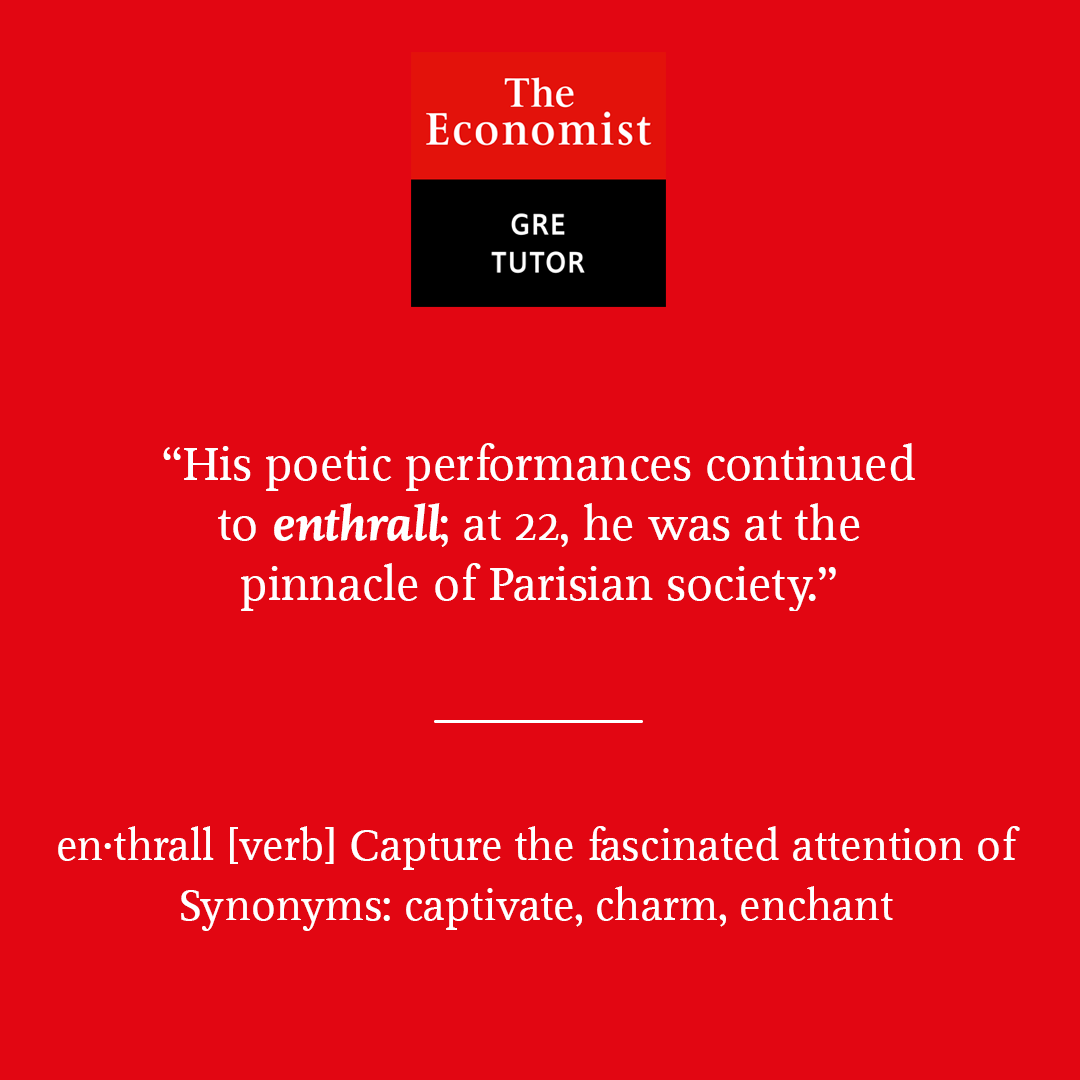 The
Economist
GRE
TUTOR
“His poetic performances continued
to enthrall; at 22, he was at the
pinnacle of Parisian society.”
en·thrall [verb] Capture the fascinated attention of
Synonyms: captivate, charm, enchant